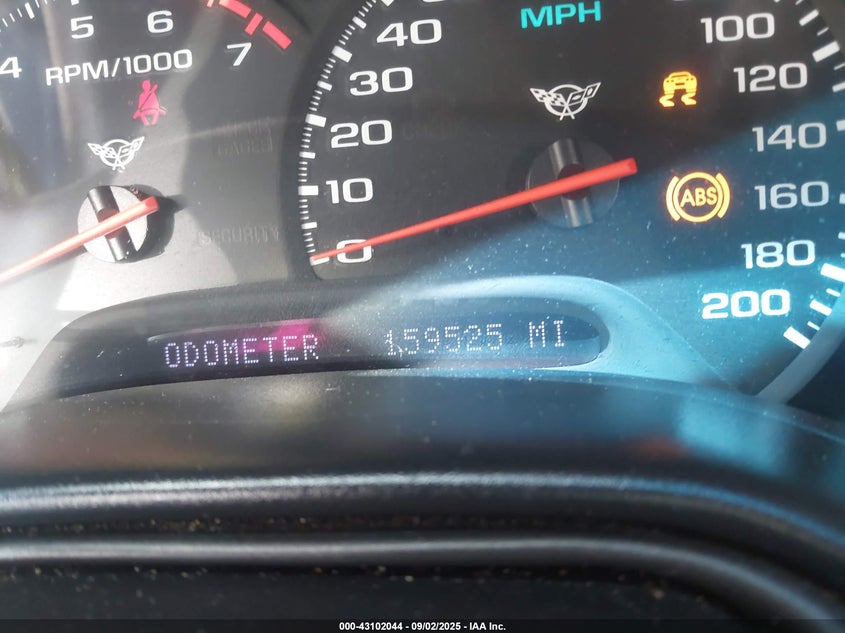 4 5 6 7
RPM/1000
SECURITY
0 10 20 30 40
MPH
100 120 140 160 180 200
ABS
ODOMETER 159525 MI
000-43102044 - 09/02/2025 - IAA Inc.